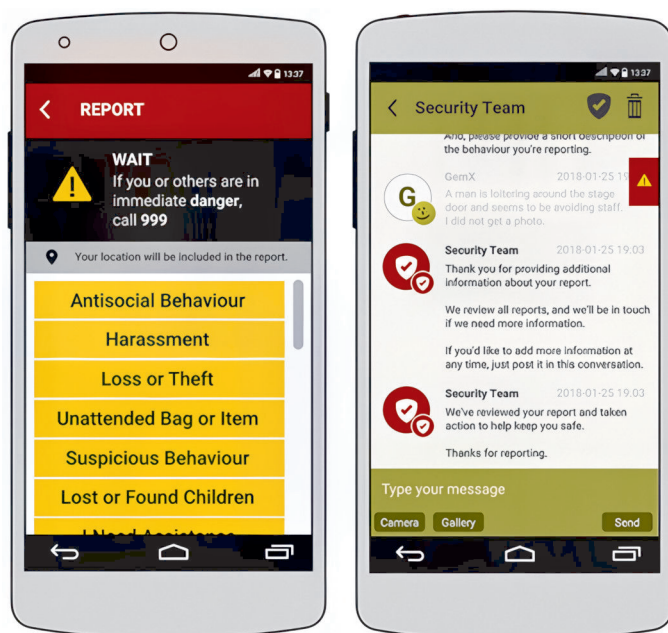 13:37
REPORT
WAIT
If you or others are in
immediate danger,
call 999
Your location will be included in the report.
Antisocial Behaviour
Harassment
Loss or Theft
Unattended Bag or Item
Suspicious Behaviour
Lost or Found Children
I Need Assistance
13:37
Security Team
And, please provide a short description of
the behaviour you're reporting.
GemX 2018-01-25
G
A man is loitering around the stage
door and seems to be avoiding staff.
I did not get a photo.
Security Team 2018-01-25 19.03
Thank you for providing additional
information about your report.
We review all reports, and we'll be in touch
if we need more information.
If you'd like to add more information at
any time, just post it in this conversation.
Security Team 2018-01-25 19.03
We've reviewed your report and taken
action to help keep you safe.
Thanks for reporting.
Type your message
Camera Gallery Send